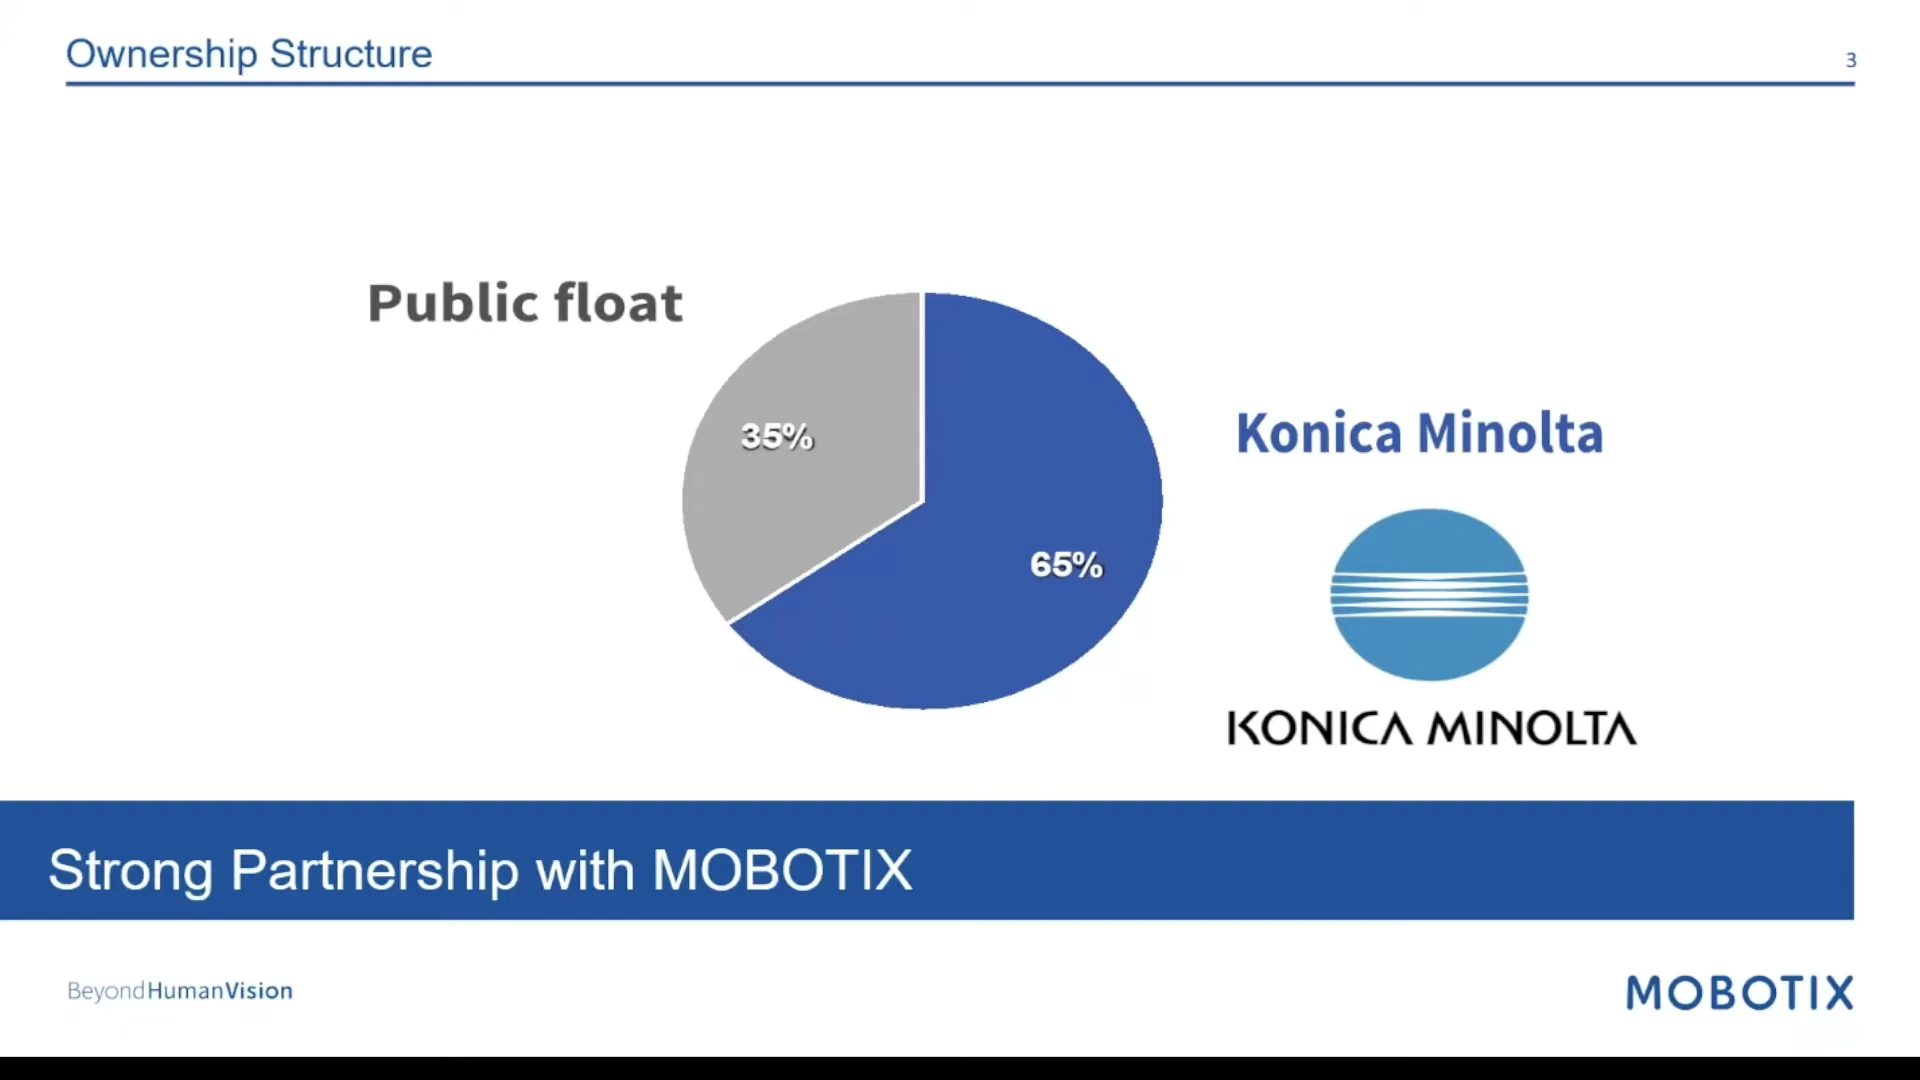 Ownership Structure
3
Public float
35%
Konica Minolta
65%
KONICA MINOLTA
Strong Partnership with MOBOTIX
BeyondHumanVision
MOBOTIX